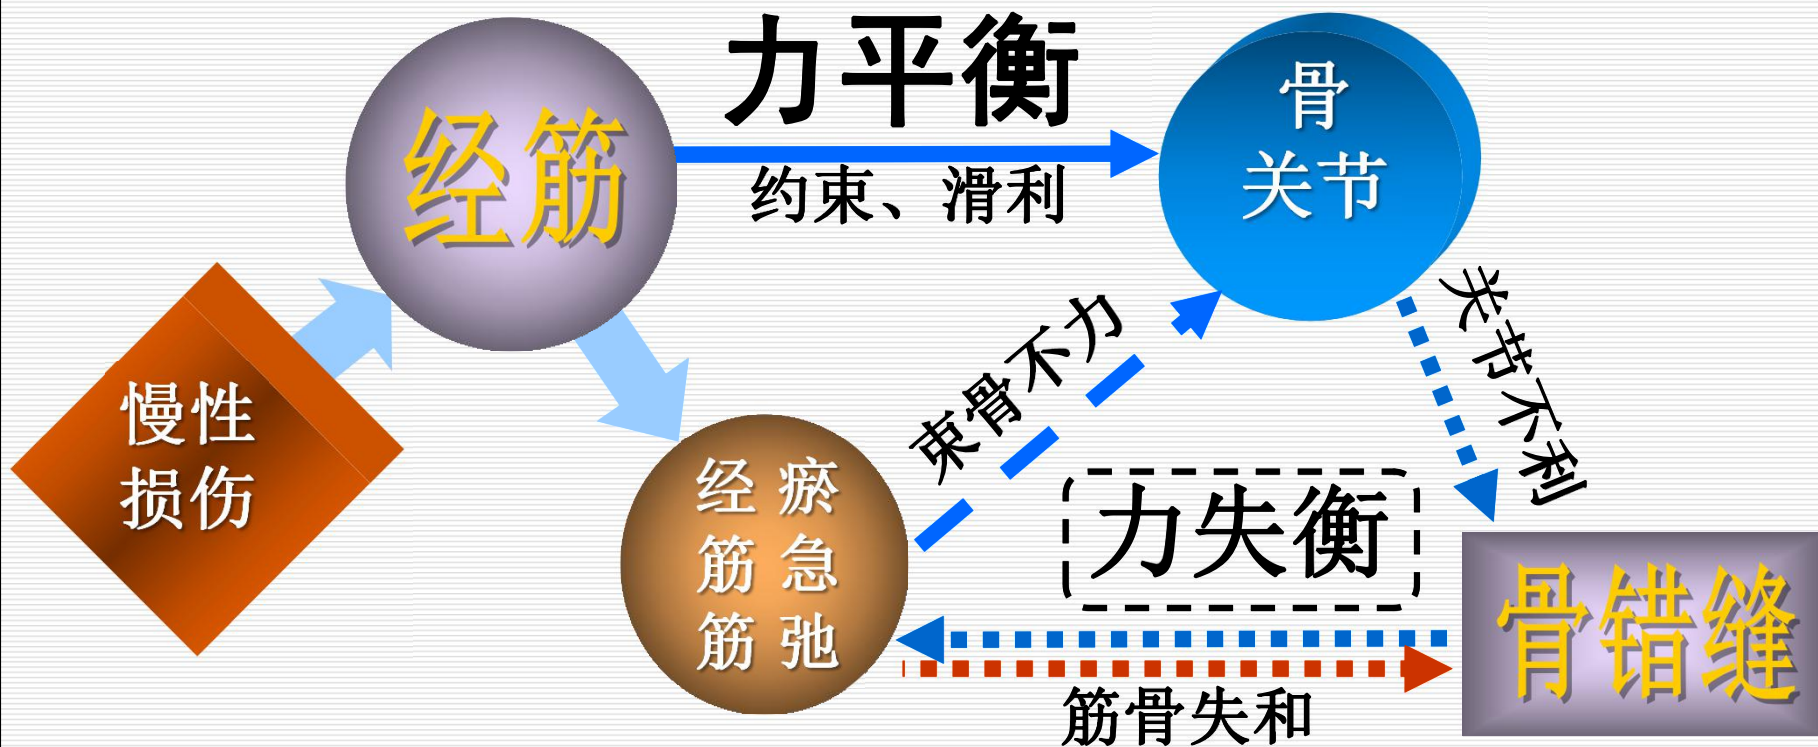 力平衡
经筋
约束、滑利
骨
关节
慢性
损伤
经 瘀
筋 急
筋 弛
束骨不力
关节不利
力失衡
骨错缝
筋骨失和